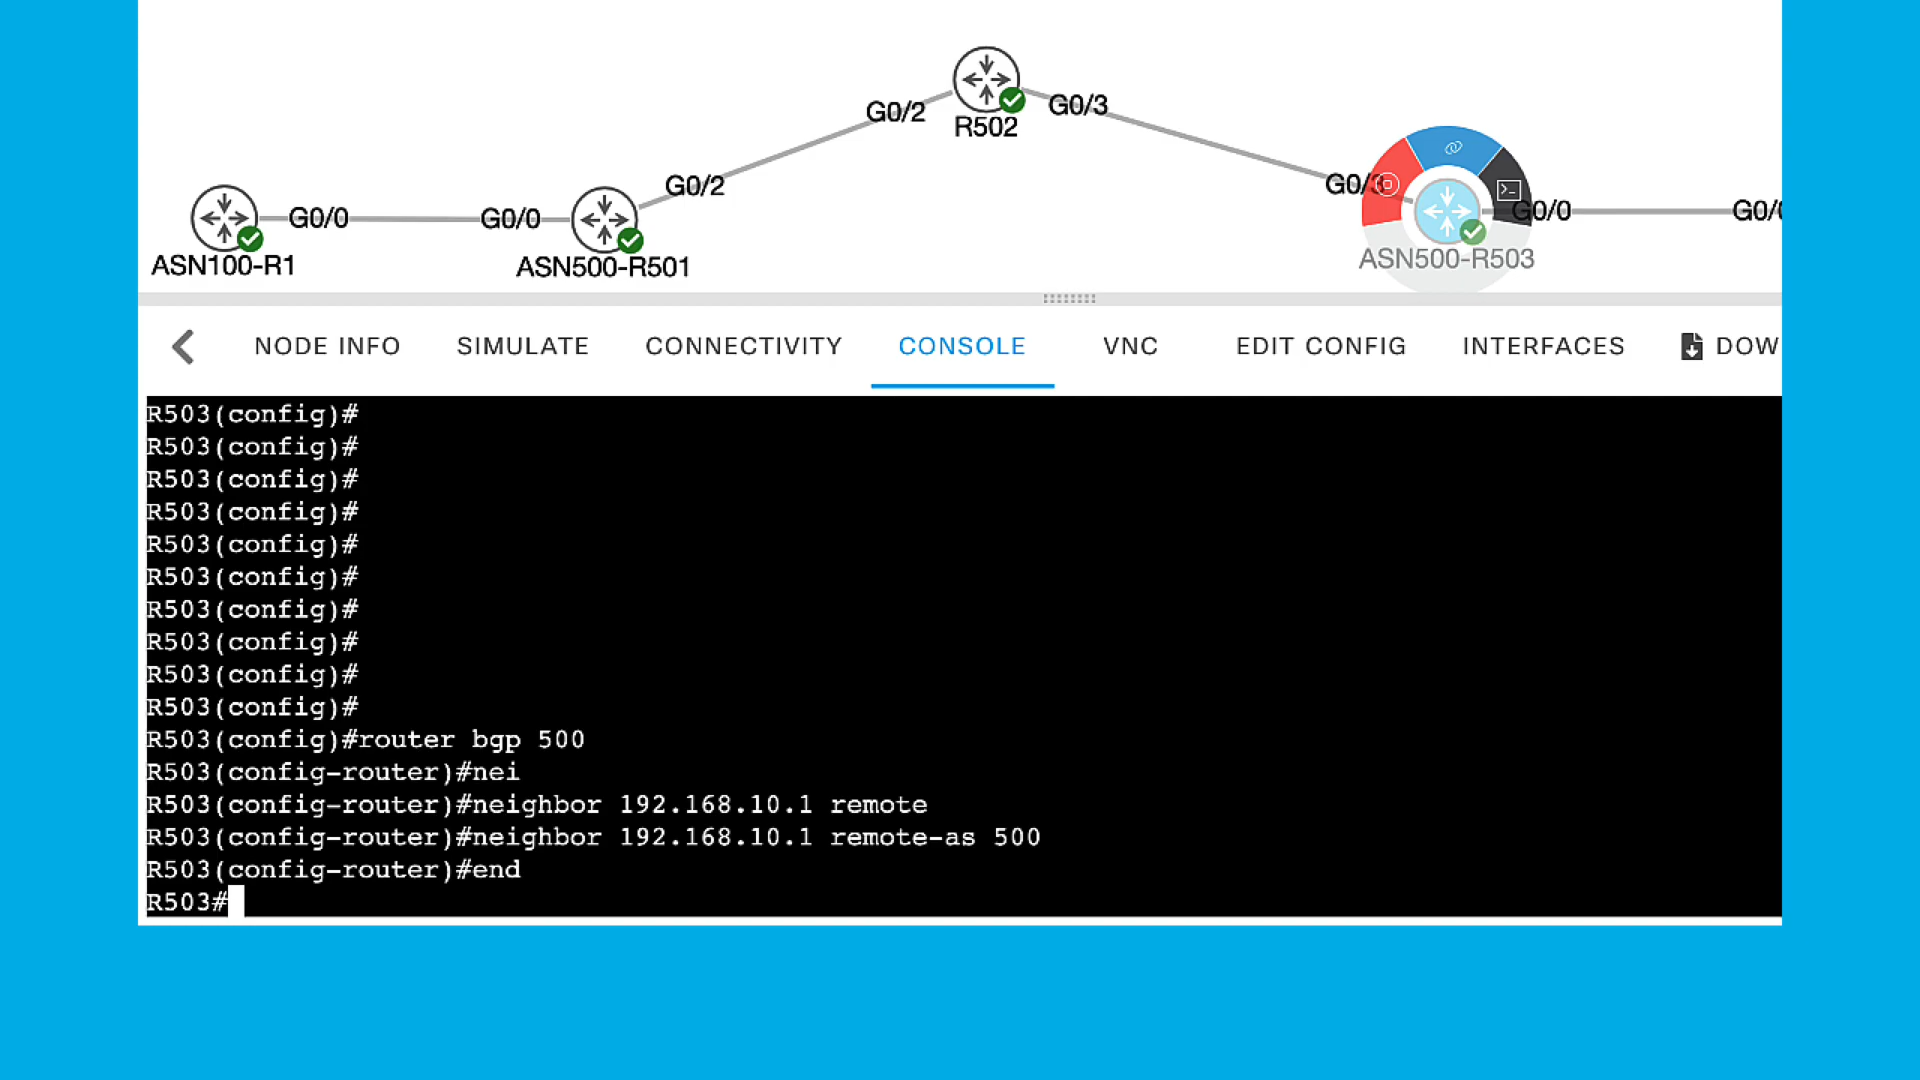 R502
G0/2
G0/3
G0/2
G0/3
G0/0
G0/0
G0/0
ASN100-R1
ASN500-R501
ASN500-R503
NODE INFO
SIMULATE
CONNECTIVITY
CONSOLE
VNC
EDIT CONFIG
INTERFACES
DOW
R503(config)#
R503(config)#
R503(config)#
R503(config)#
R503(config)#
R503(config)#
R503(config)#
R503(config)#
R503(config)#
R503(config)#
R503(config)#router bgp 500
R503(config-router)#nei
R503(config-router)#neighbor 192.168.10.1 remote
R503(config-router)#neighbor 192.168.10.1 remote-as 500
R503(config-router)#end
R503#